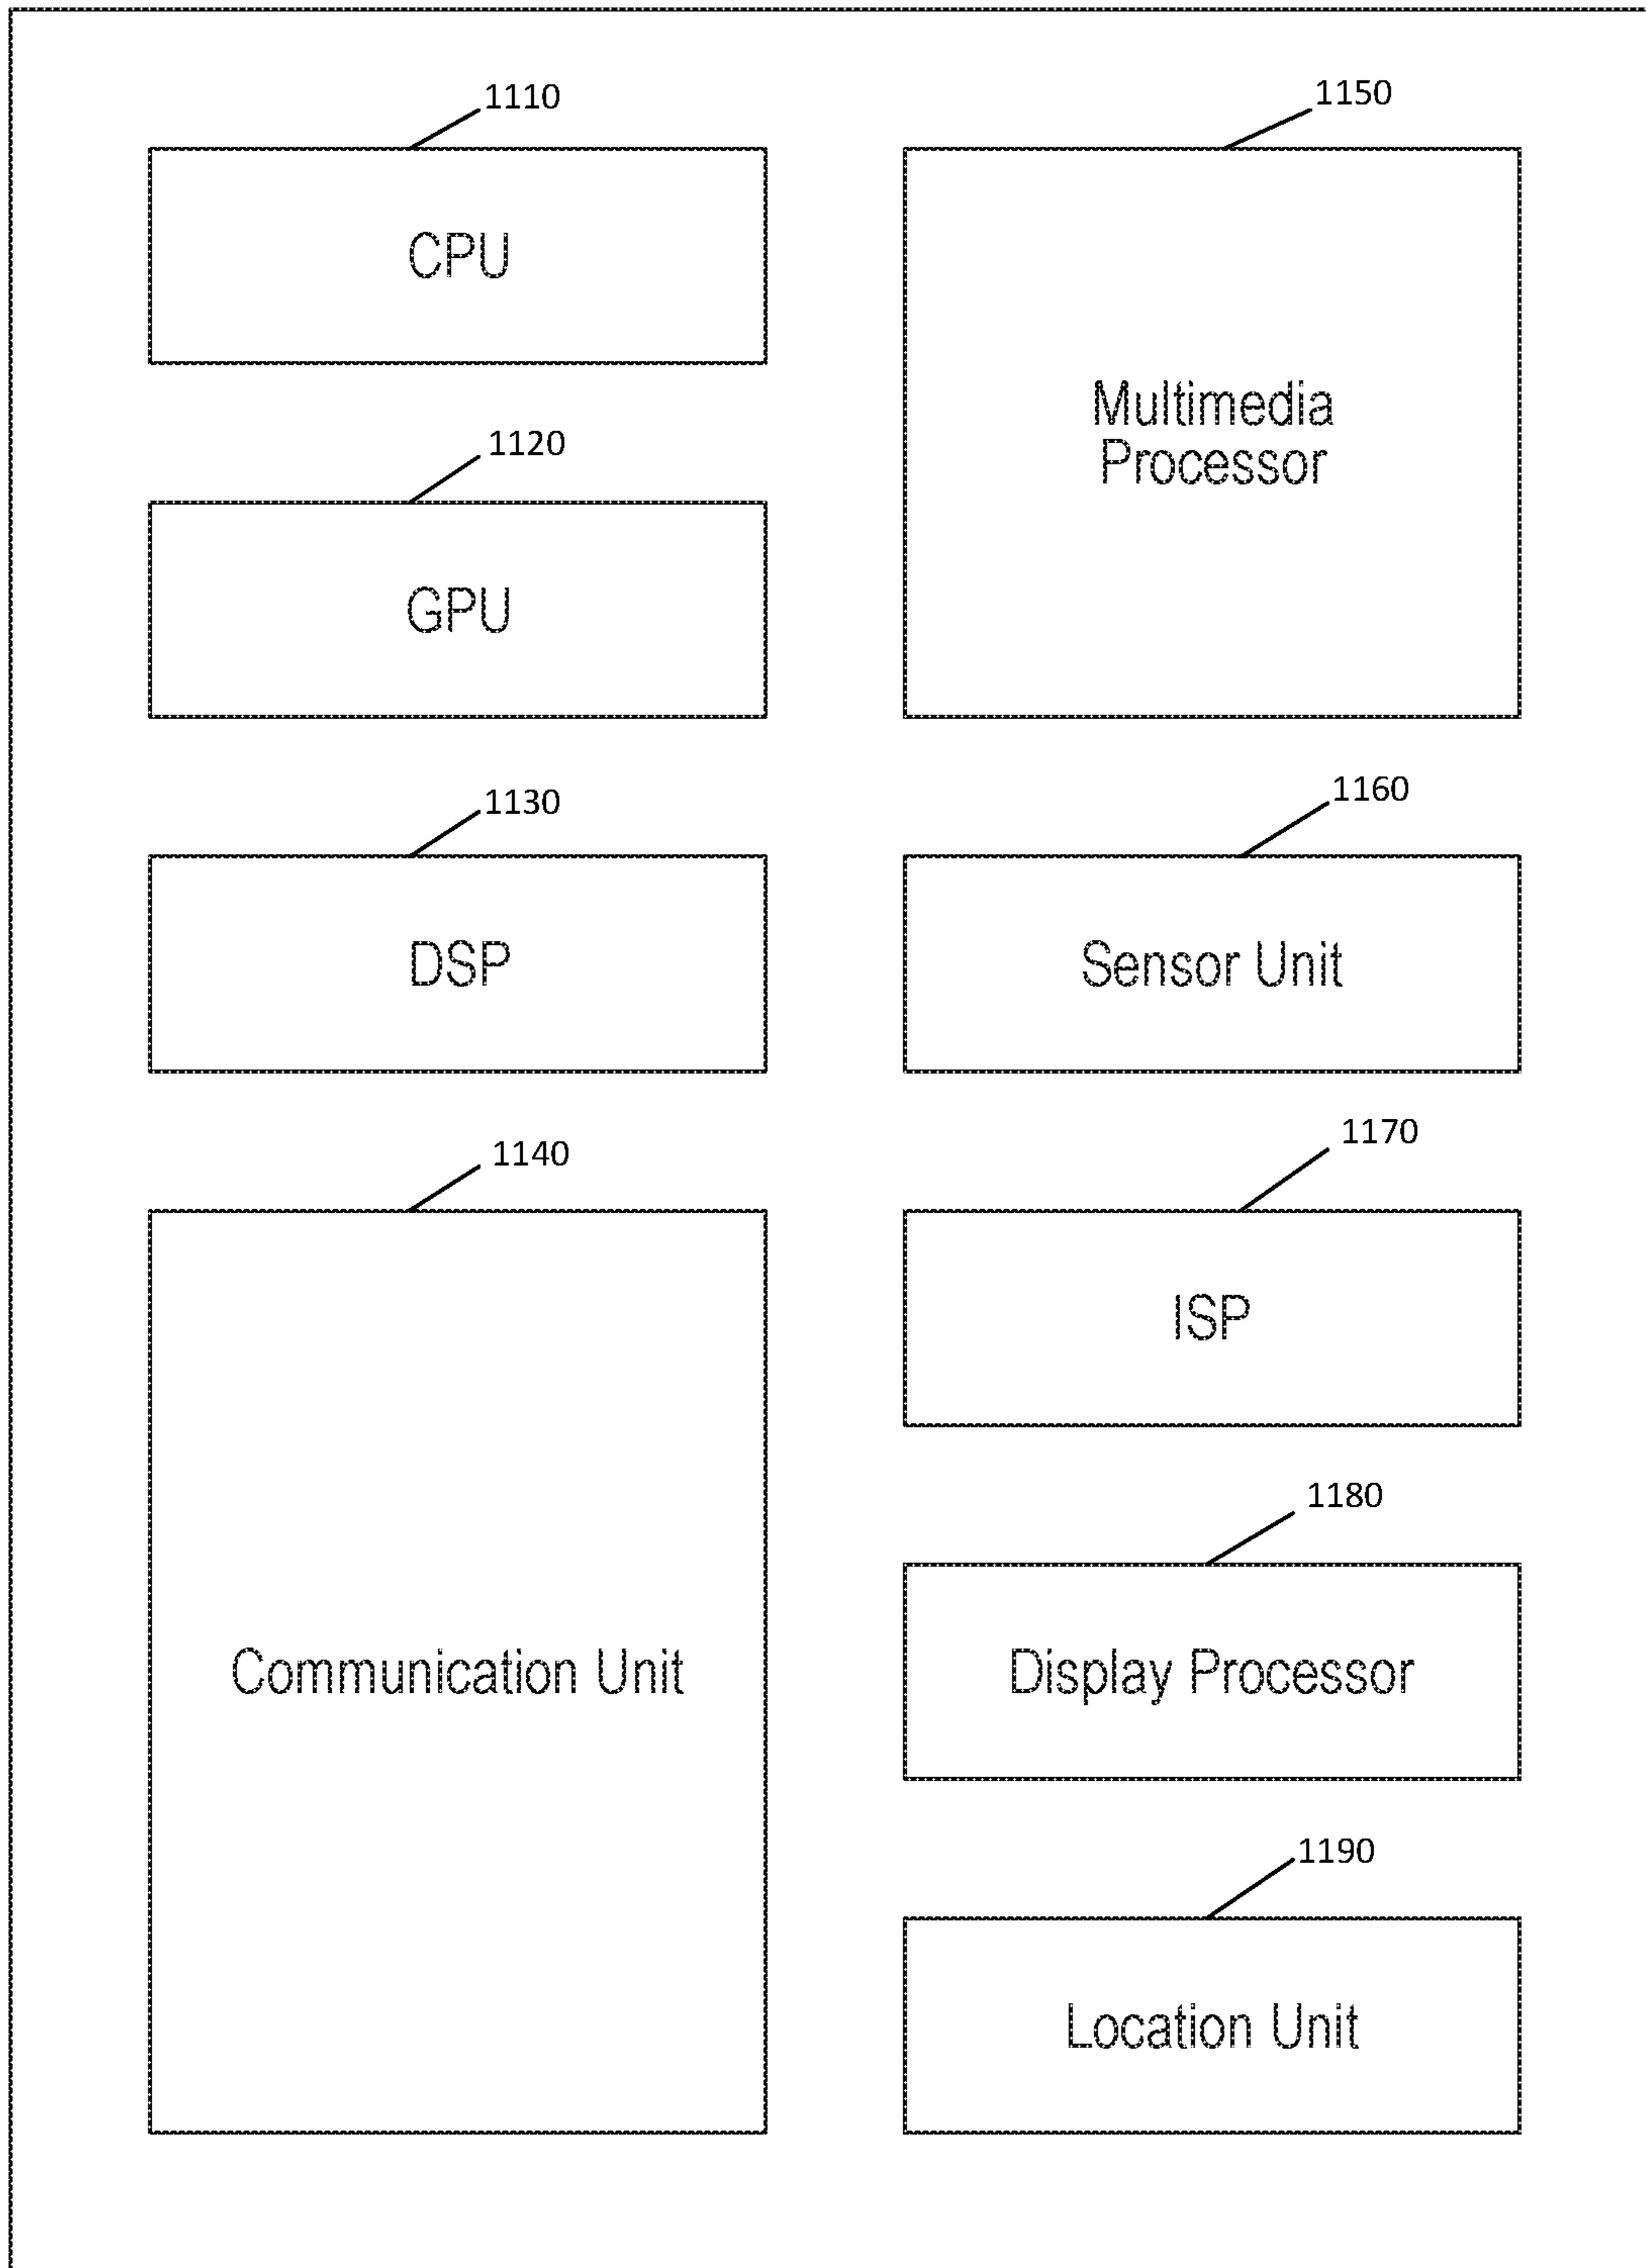 1110
CPU
1120
GPU
1130
DSP
1140
Communication Unit
1150
Multimedia
Processor
1160
Sensor Unit
1170
ISP
1180
Display Processor
1190
Location Unit